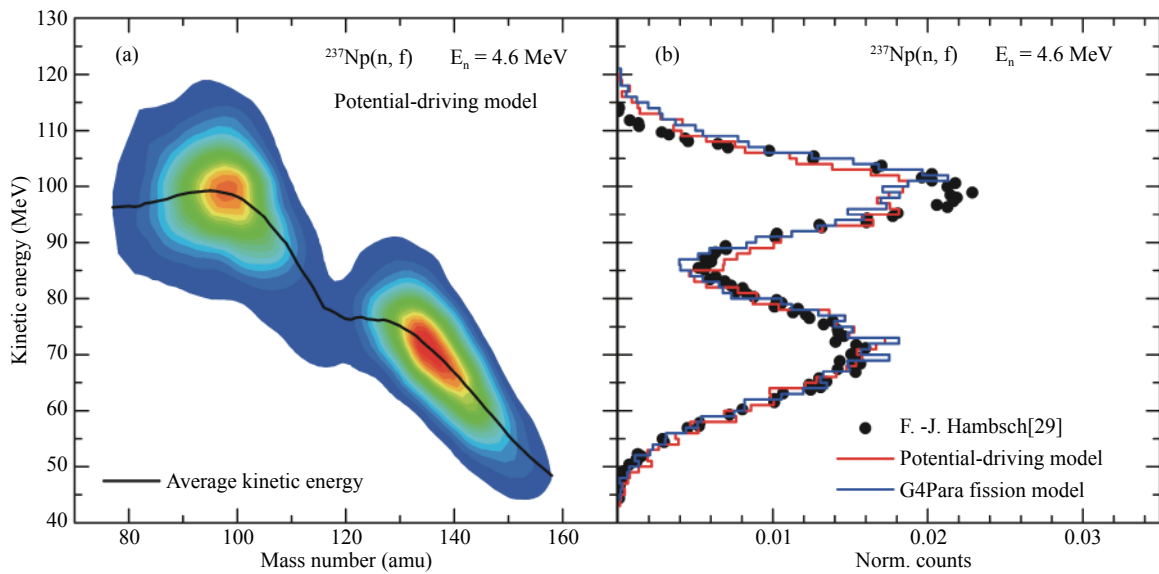 130
120
110
100
90
80
70
60
50
40
Kinetic energy (MeV)
(a)
²³⁷Np(n, f) Eₙ = 4.6 MeV
Potential-driving model
Average kinetic energy
80 100 120 140 160
Mass number (amu)
(b)
²³⁷Np(n, f) Eₙ = 4.6 MeV
F. -J. Hambsch[29]
Potential-driving model
G4Para fission model
0.01 0.02 0.03
Norm. counts